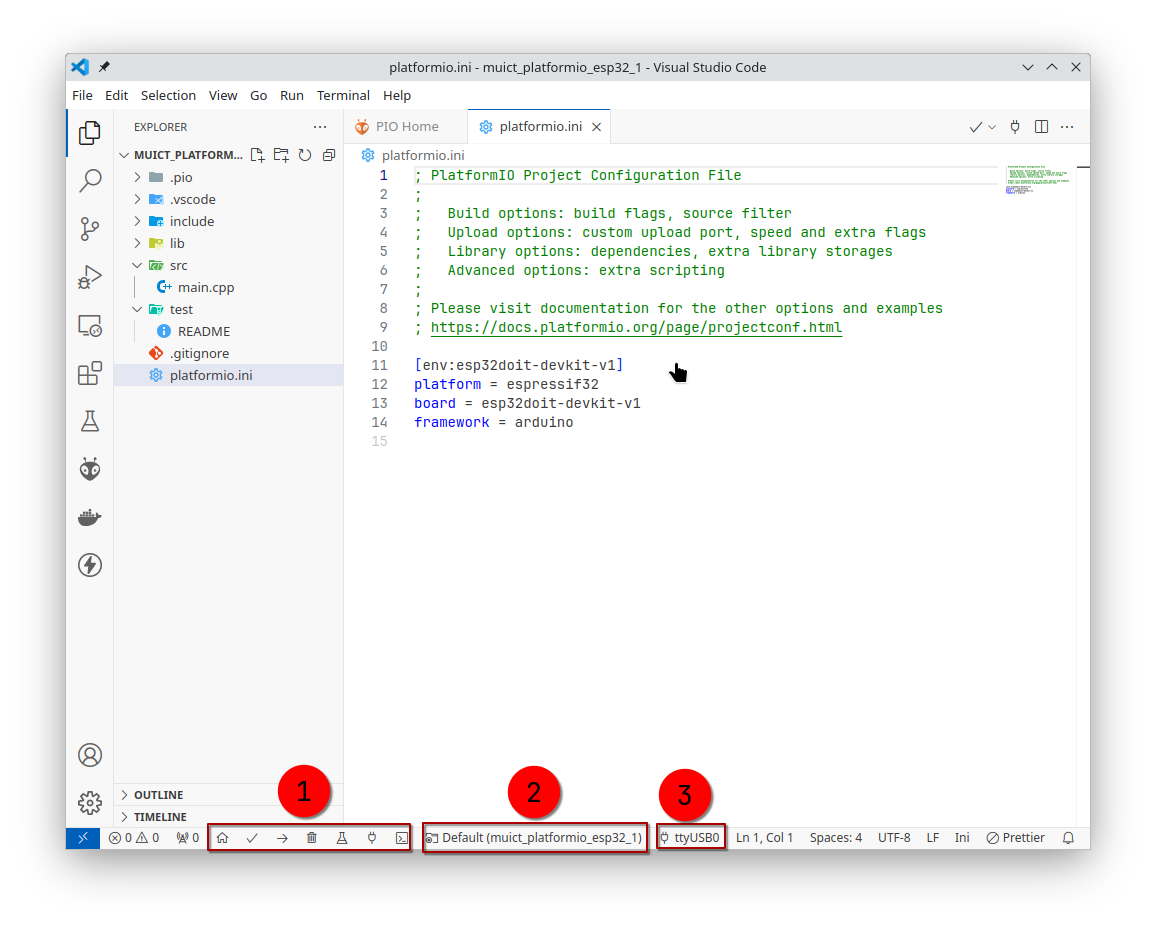 platformio.ini - muict_platformio_esp32_1 - Visual Studio Code
File Edit Selection View Go Run Terminal Help
EXPLORER
MUICT_PLATFORM...
.pio
.vscode
include
lib
src
main.cpp
test
README
.gitignore
platformio.ini
OUTLINE
TIMELINE
PIO Home platformio.ini
platformio.ini
1 ; PlatformIO Project Configuration File
2 ;
3 ;   Build options: build flags, source filter
4 ;   Upload options: custom upload port, speed and extra flags
5 ;   Library options: dependencies, extra library storages
6 ;   Advanced options: extra scripting
7 ;
8 ; Please visit documentation for the other options and examples
9 ; https://docs.platformio.org/page/projectconf.html
10
11 [env:esp32doit-devkit-v1]
12 platform = espressif32
13 board = esp32doit-devkit-v1
14 framework = arduino
15
1 2 3
0 0 0 Default (muict_platformio_esp32_1) ttyUSB0 Ln 1, Col 1 Spaces: 4 UTF-8 LF Ini Prettier